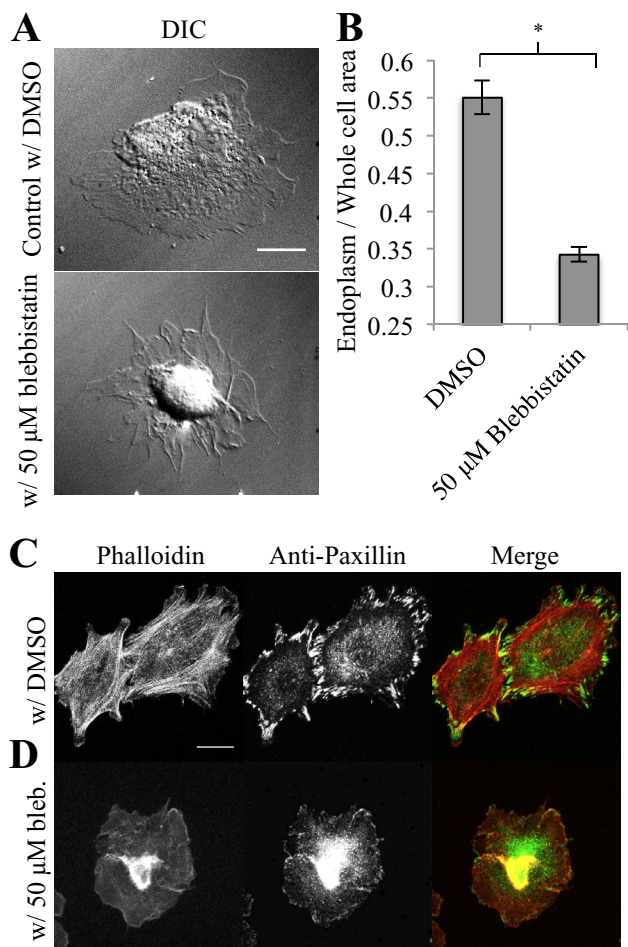 A
DIC
Control w/ DMSO
w/ 50 µM blebbistatin
B
*
Endoplasm / Whole cell area
0.6
0.55
0.5
0.45
0.4
0.35
0.3
0.25
DMSO
50 µM Blebbistatin
C
Phalloidin
Anti-Paxillin
Merge
w/ DMSO
D
w/ 50 µM bleb.